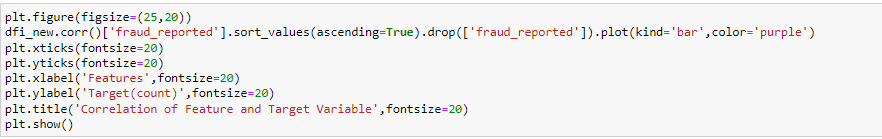 plt.figure(figsize=(25,20))
dfi_new.corr()['fraud_reported'].sort_values(ascending=True).drop(['fraud_reported']).plot(kind='bar',color='purple')
plt.xticks(fontsize=20)
plt.yticks(fontsize=20)
plt.xlabel('Features',fontsize=20)
plt.ylabel('Target(count)',fontsize=20)
plt.title('Correlation of Feature and Target Variable',fontsize=20)
plt.show()